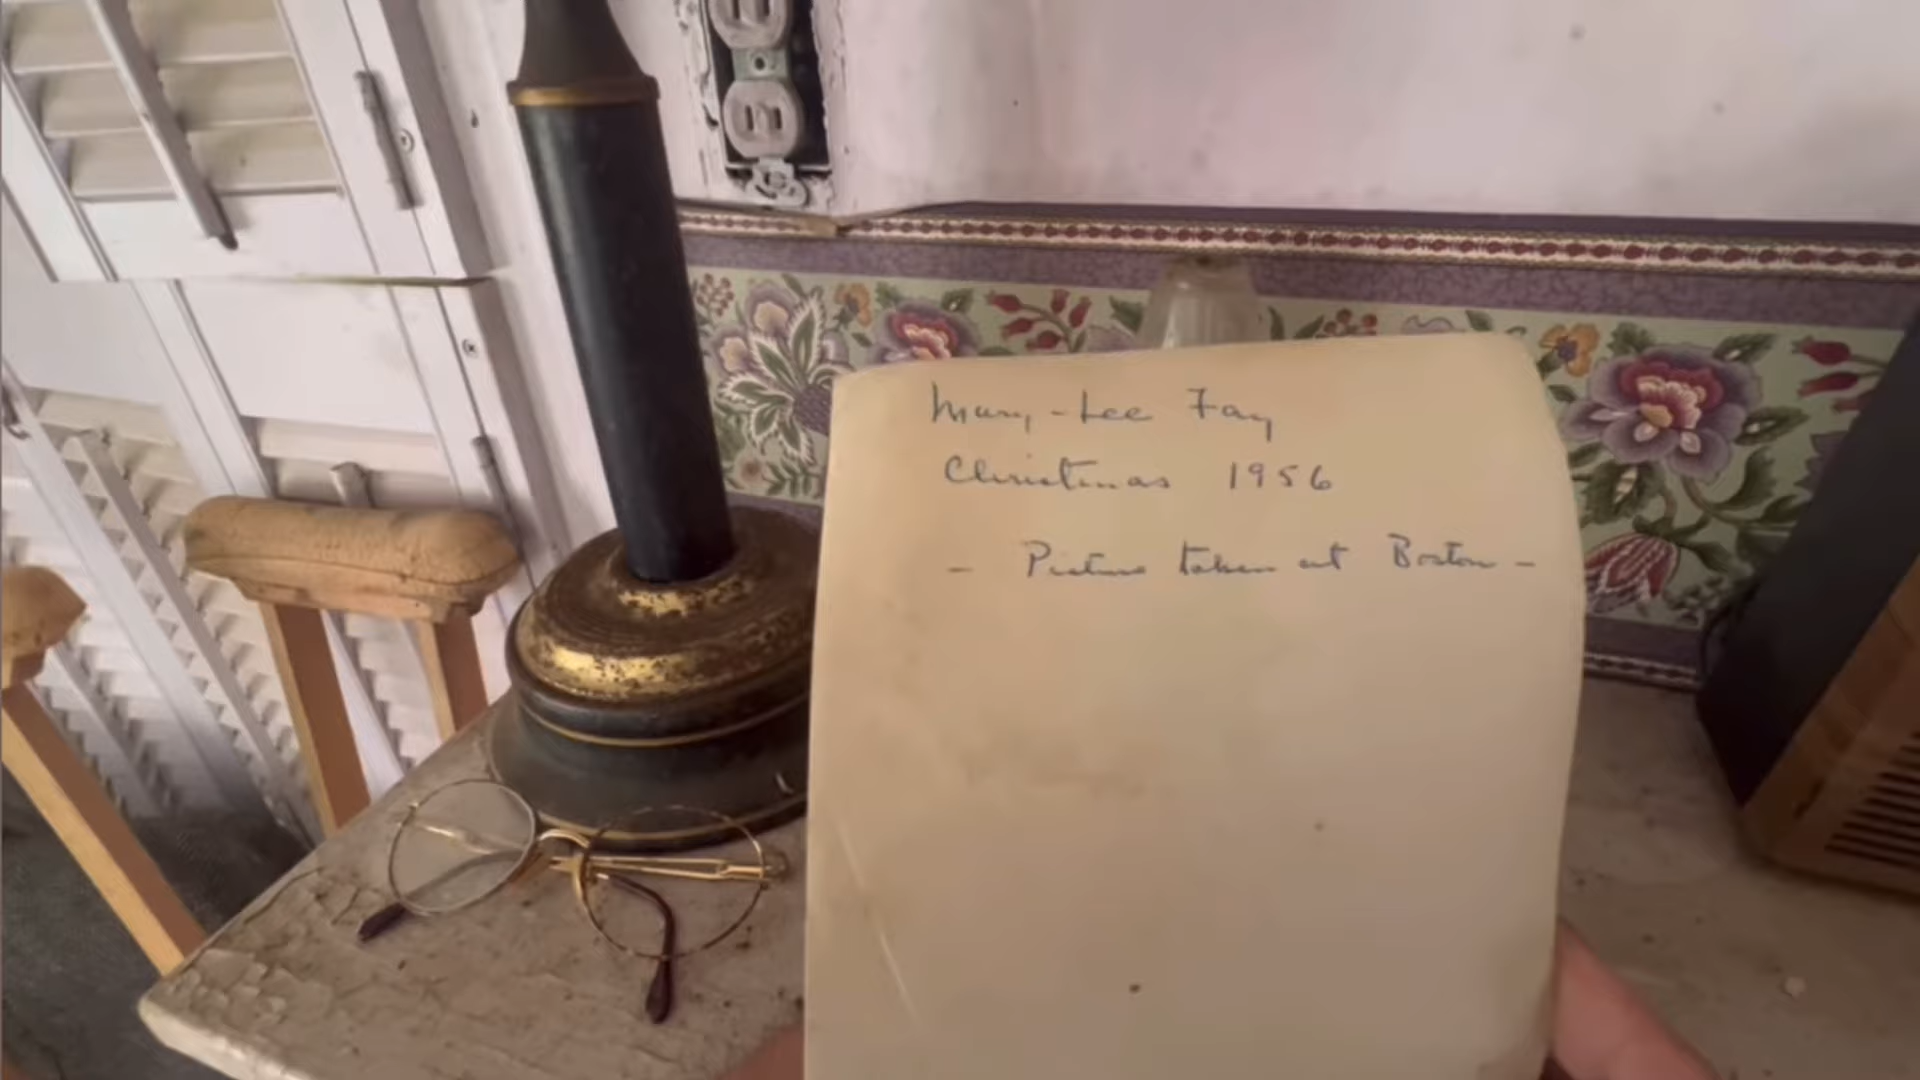 Mary-Lee Fay
Christmas 1956
- Picture taken at Boston -